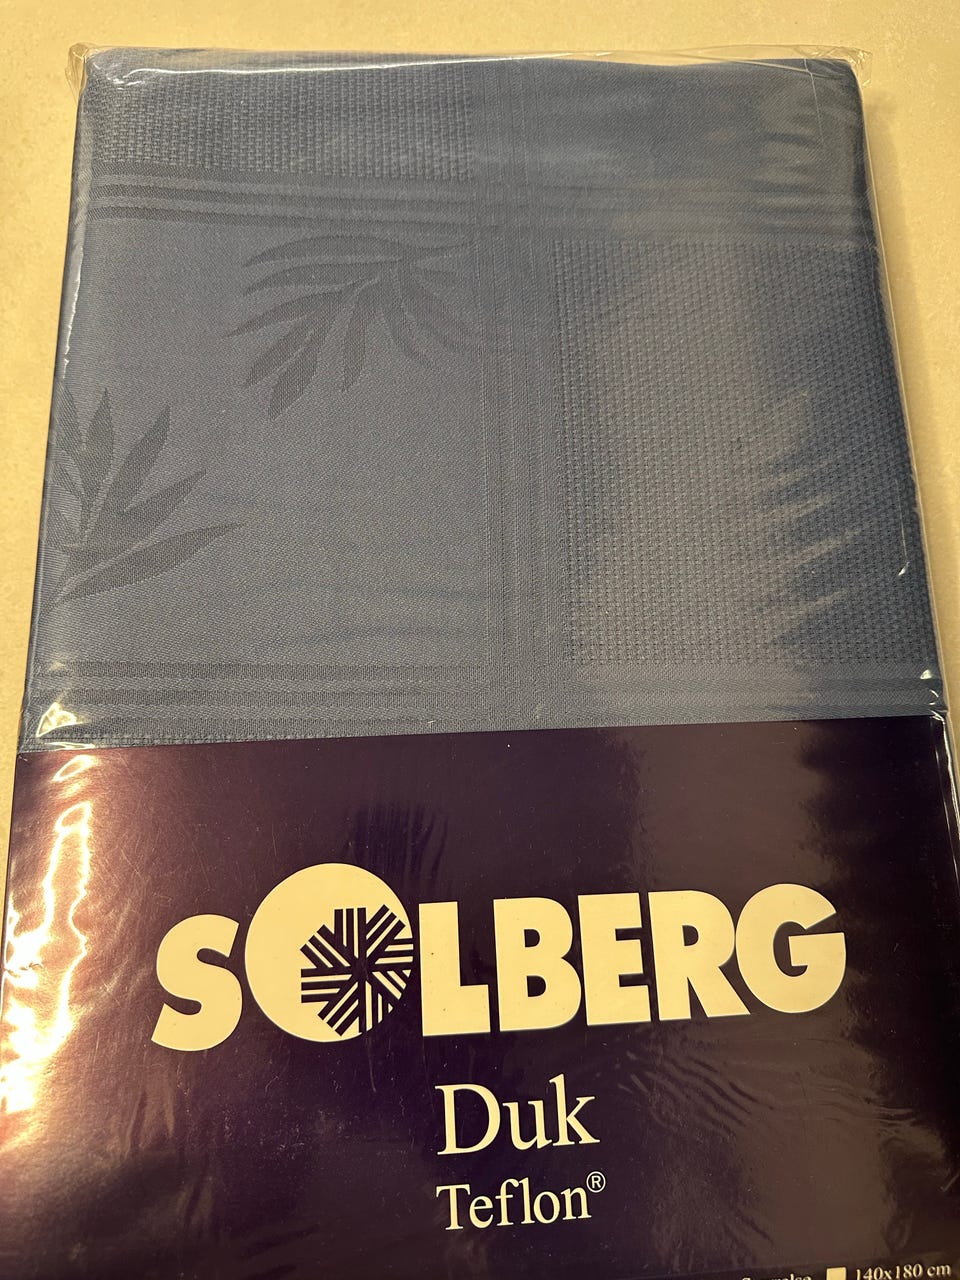 SOLBERG
Duk
Teflon®
140x180 cm